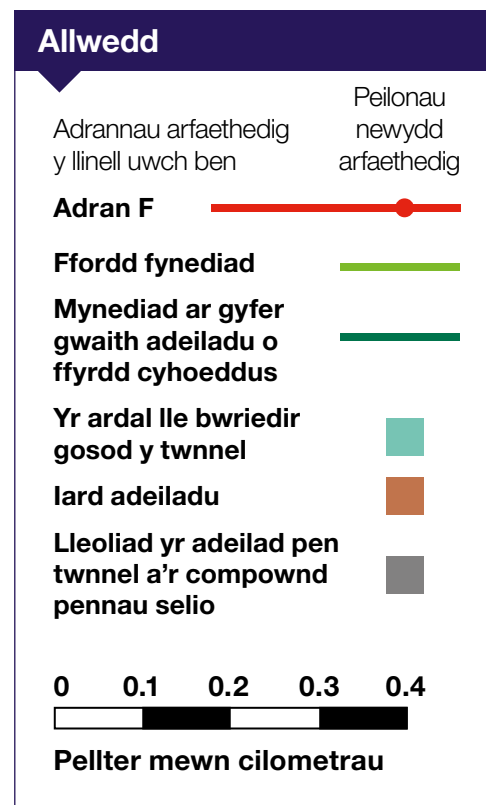 Allwedd
Peilonau
newydd
arfaethedig
Adrannau arfaethedig
y llinell uwch ben
Adran F
Ffordd fynediad
Mynediad ar gyfer
gwaith adeiladu o
ffyrdd cyhoeddus
Yr ardal lle bwriedir
gosod y twnnel
Iard adeiladu
Lleoliad yr adeilad pen
twnnel a'r compownd
pennau selio
0 0.1 0.2 0.3 0.4
Pellter mewn cilometrau